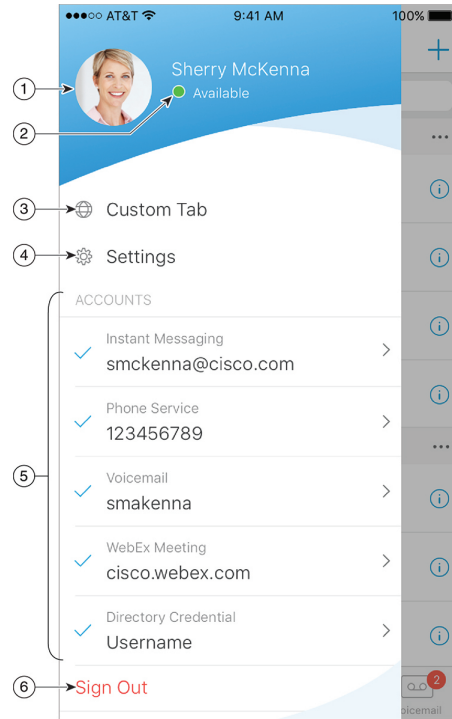 AT&T 9:41 AM 100%
Sherry McKenna
1
Available
2
3 Custom Tab
4 Settings
ACCOUNTS
Instant Messaging
smckenna@cisco.com
Phone Service
123456789
5
Voicemail
smakenna
WebEx Meeting
cisco.webex.com
Directory Credential
Username
2
6 Sign Out
oicemail